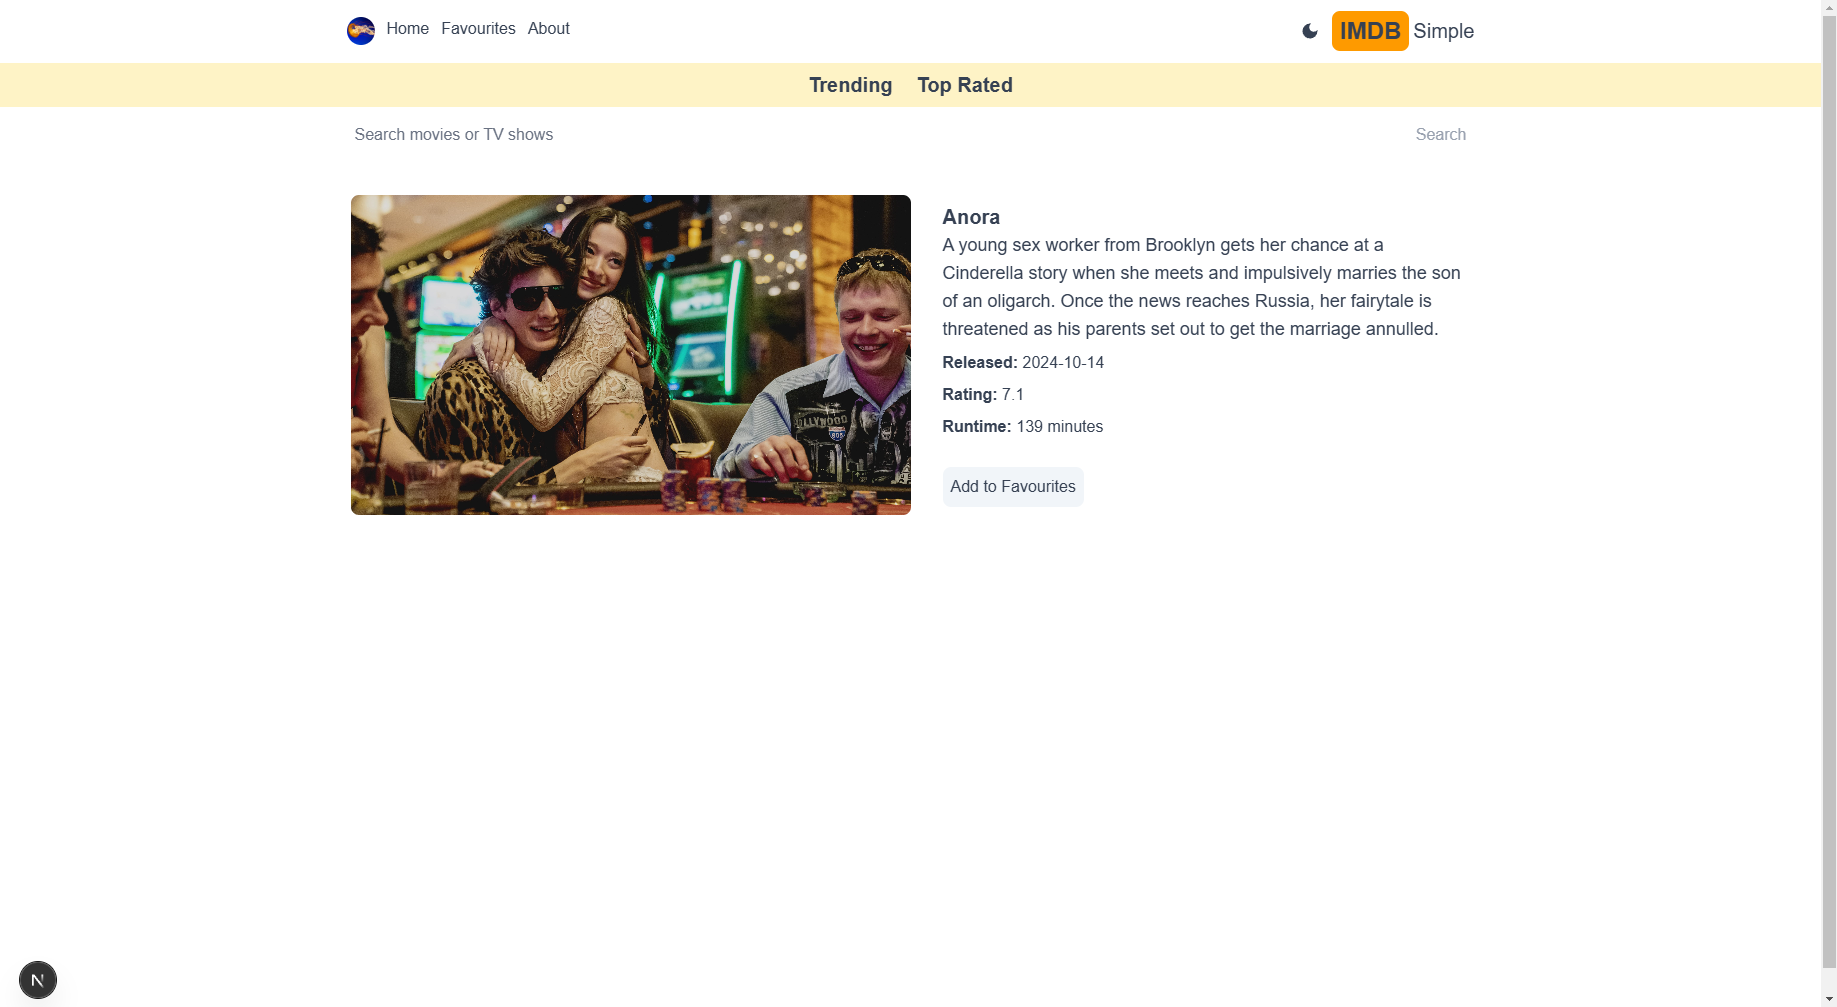 Home Favourites About
IMDB Simple
Trending Top Rated
Search movies or TV shows
Search
Anora
A young sex worker from Brooklyn gets her chance at a
Cinderella story when she meets and impulsively marries the son
of an oligarch. Once the news reaches Russia, her fairytale is
threatened as his parents set out to get the marriage annulled.
Released: 2024-10-14
Rating: 7.1
Runtime: 139 minutes
Add to Favourites
HOLLYWOOD
805
N